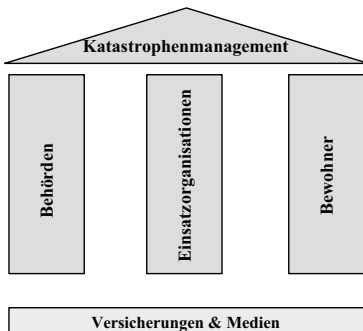 Katastrophenmanagement
Behörden
Einsatzorganisationen
Bewohner
Versicherungen & Medien